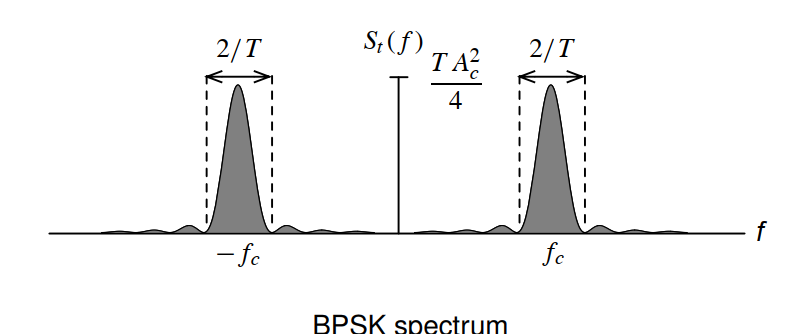 S_t(f)
2/T
T A_c^2
2/T
4
f
−f_c
f_c
BPSK spectrum